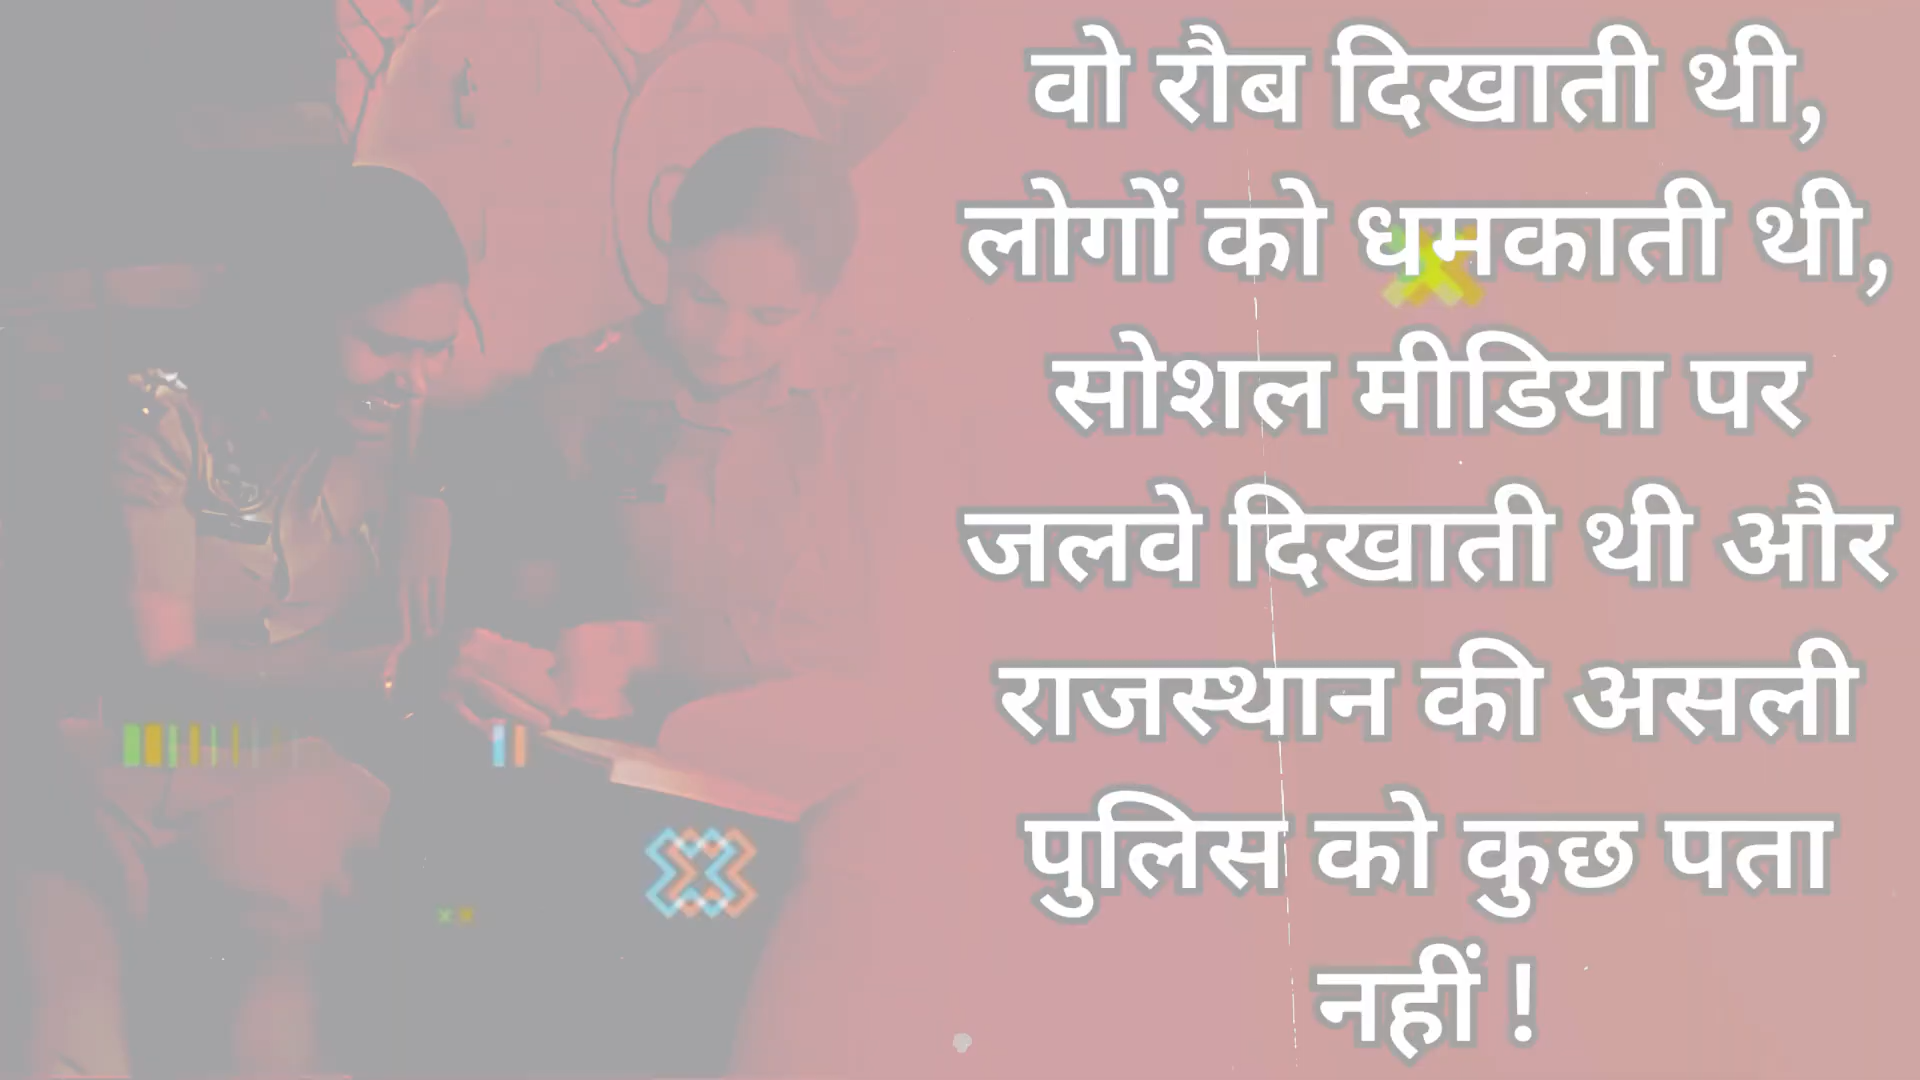 वो रौब दिखाती थी,
लोगों को धमकाती थी,
सोशल मीडिया पर
जलवे दिखाती थी और
राजस्थान की असली
पुलिस को कुछ पता
नहीं !